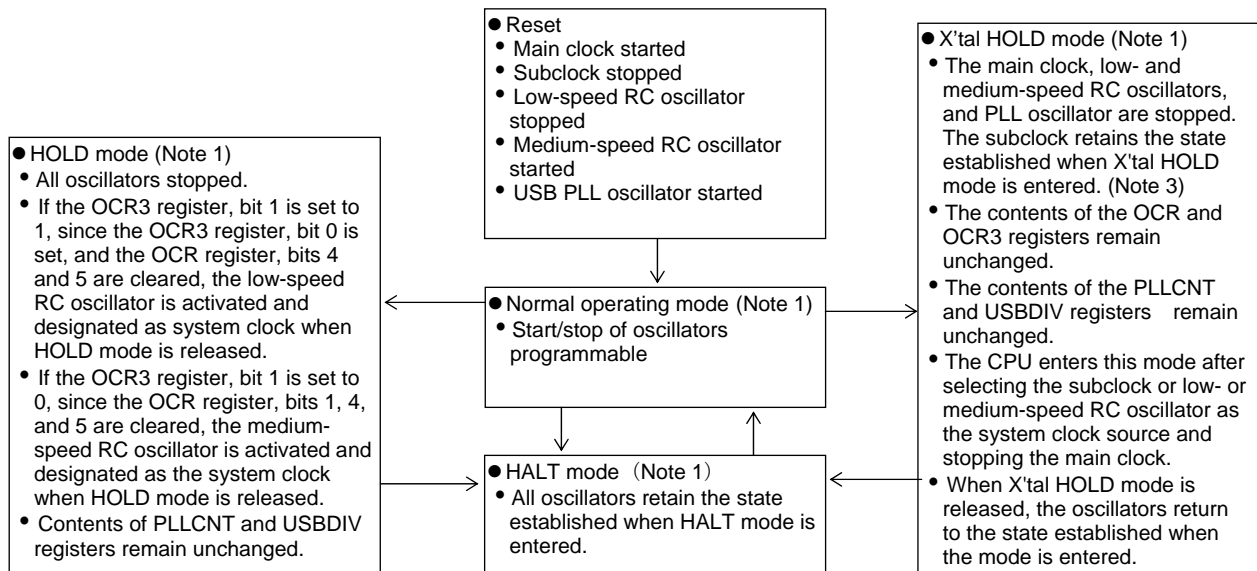 ● Reset
• Main clock started
• Subclock stopped
• Low-speed RC oscillator
stopped
• Medium-speed RC oscillator
started
• USB PLL oscillator started
● HOLD mode (Note 1)
• All oscillators stopped.
• If the OCR3 register, bit 1 is set to
1, since the OCR3 register, bit 0 is
set, and the OCR register, bits 4
and 5 are cleared, the low-speed
RC oscillator is activated and
designated as system clock when
HOLD mode is released.
• If the OCR3 register, bit 1 is set to
0, since the OCR register, bits 1, 4,
and 5 are cleared, the medium-
speed RC oscillator is activated and
designated as the system clock
when HOLD mode is released.
• Contents of PLLCNT and USBDIV
registers remain unchanged.
● Normal operating mode (Note 1)
• Start/stop of oscillators
programmable
● HALT mode (Note 1)
• All oscillators retain the state
established when HALT mode is
entered.
● X'tal HOLD mode (Note 1)
• The main clock, low- and
medium-speed RC oscillators,
and PLL oscillator are stopped.
The subclock retains the state
established when X'tal HOLD
mode is entered. (Note 3)
• The contents of the OCR and
OCR3 registers remain
unchanged.
• The contents of the PLLCNT
and USBDIV registers remain
unchanged.
• The CPU enters this mode after
selecting the subclock or low- or
medium-speed RC oscillator as
the system clock source and
stopping the main clock.
• When X'tal HOLD mode is
released, the oscillators return
to the state established when
the mode is entered.